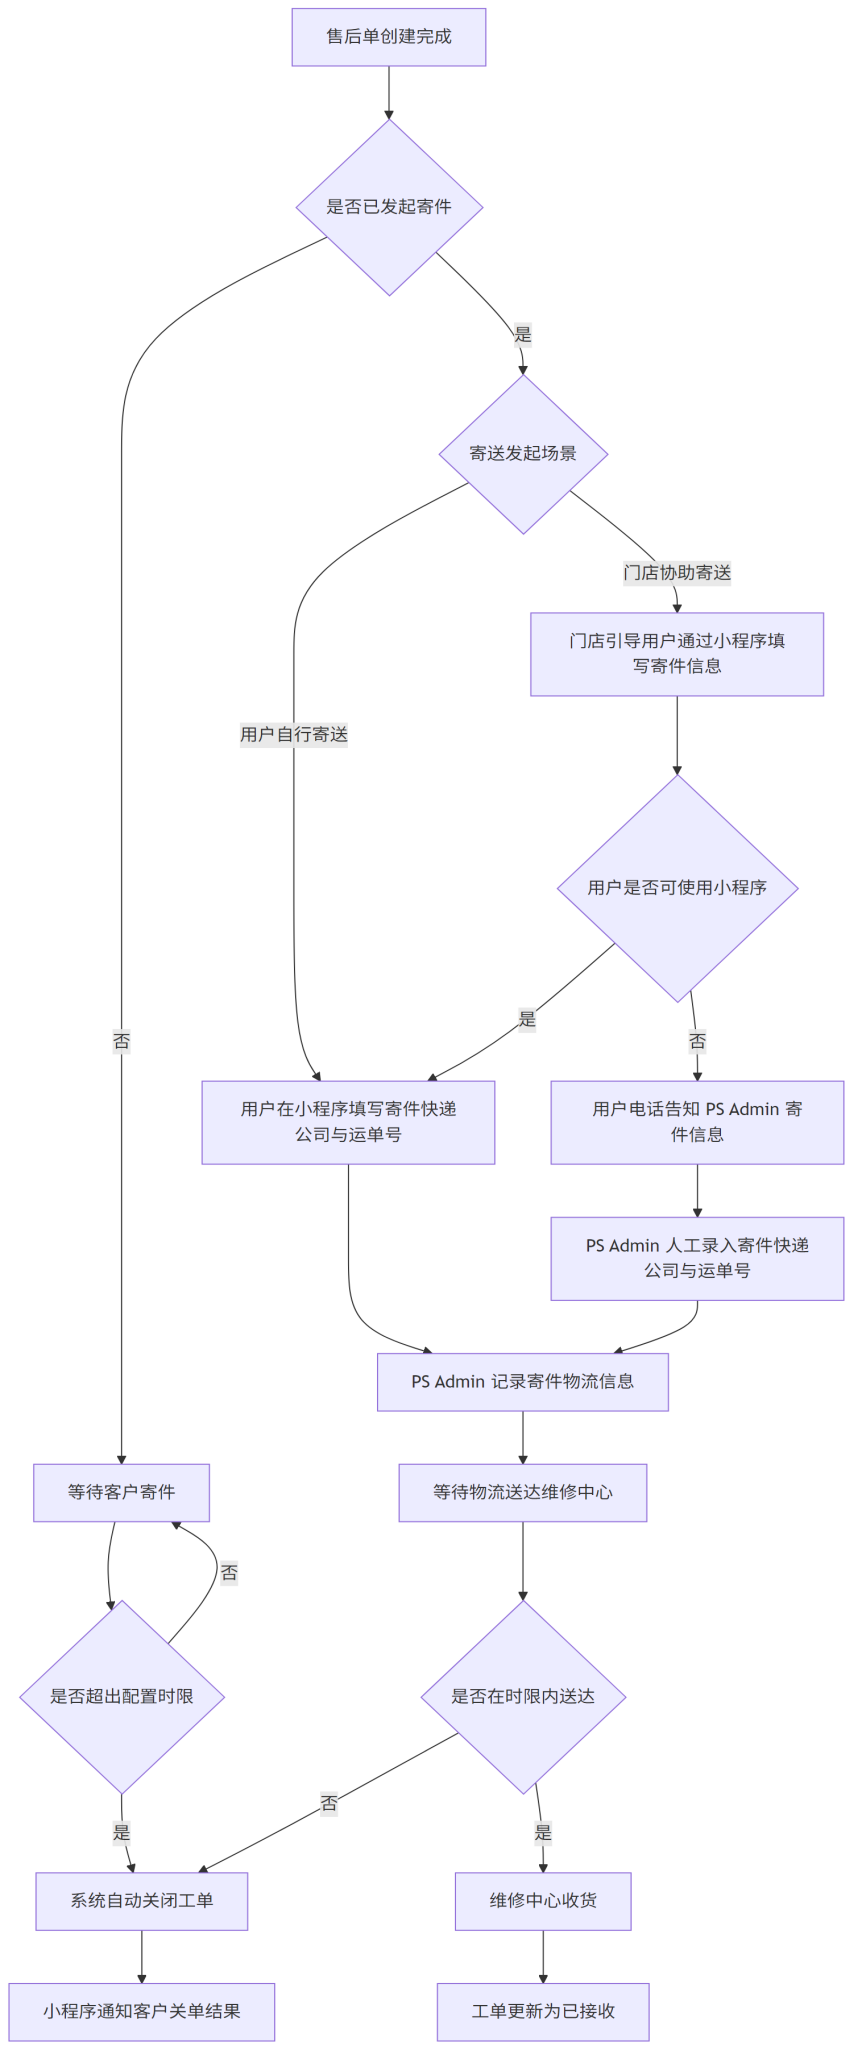 售后单创建完成
是否已发起寄件
是
寄送发起场景
门店协助寄送
门店引导用户通过小程序填
写寄件信息
用户自行寄送
用户是否可使用小程序
是
否
否
用户在小程序填写寄件快递
公司与运单号
用户电话告知 PS Admin 寄
件信息
PS Admin 人工录入寄件快递
公司与运单号
PS Admin 记录寄件物流信息
等待客户寄件
等待物流送达维修中心
否
是否超出配置时限
是否在时限内送达
否
是
是
系统自动关闭工单
维修中心收货
小程序通知客户关单结果
工单更新为已接收